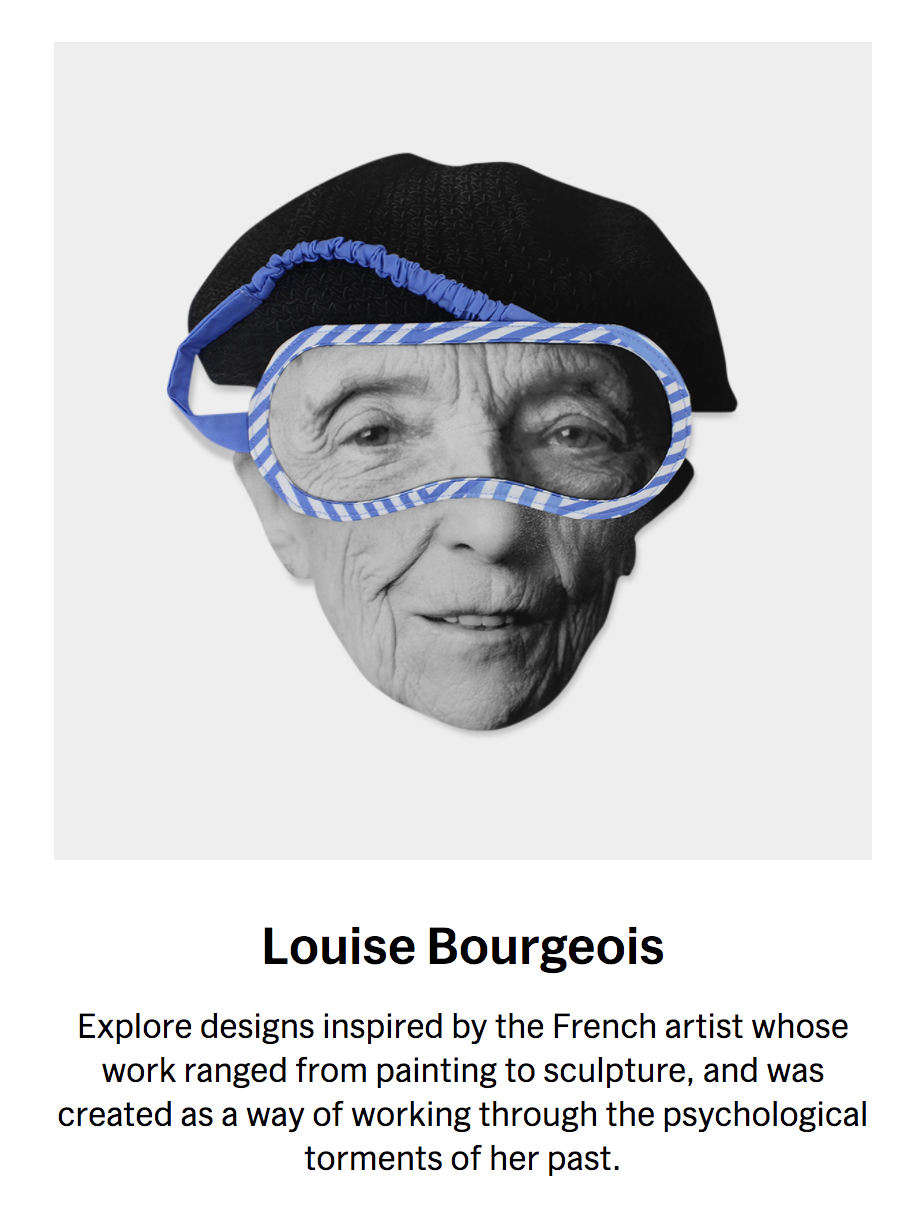 Louise Bourgeois
Explore designs inspired by the French artist whose
work ranged from painting to sculpture, and was
created as a way of working through the psychological
torments of her past.